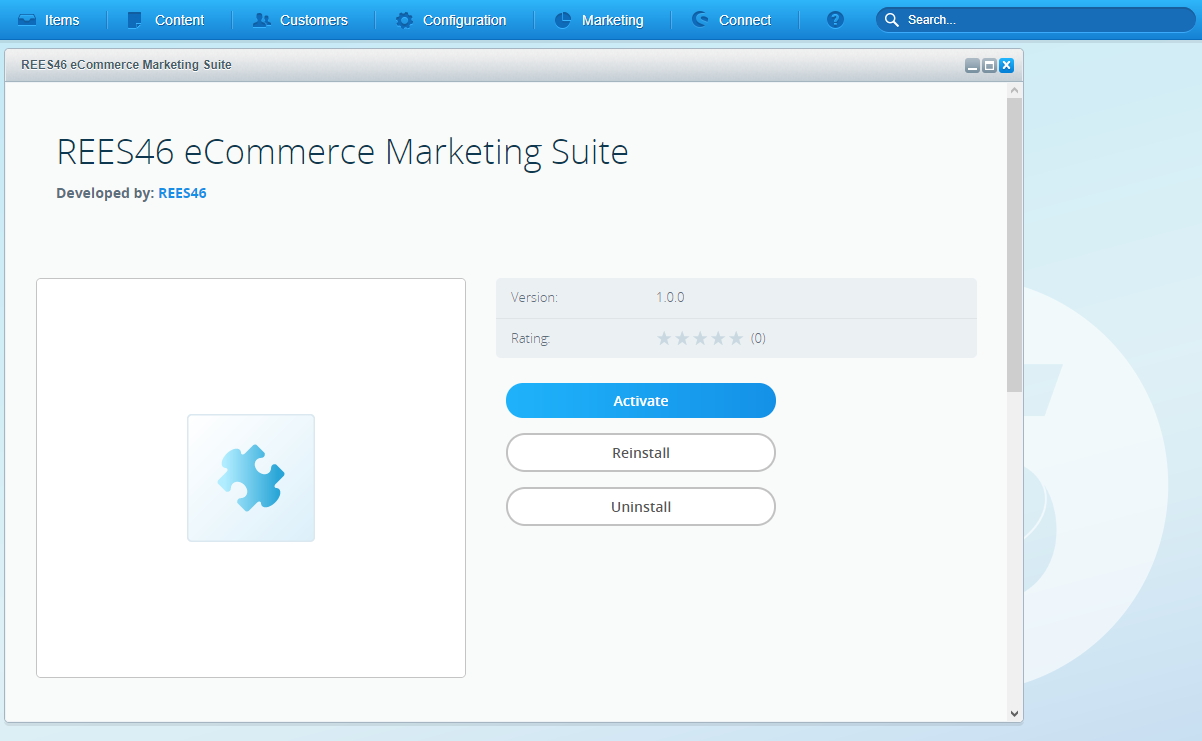 Items Content Customers Configuration Marketing Connect ? Search...
REES46 eCommerce Marketing Suite
REES46 eCommerce Marketing Suite
Developed by: REES46
Version: 1.0.0
Rating: (0)
Activate
Reinstall
Uninstall